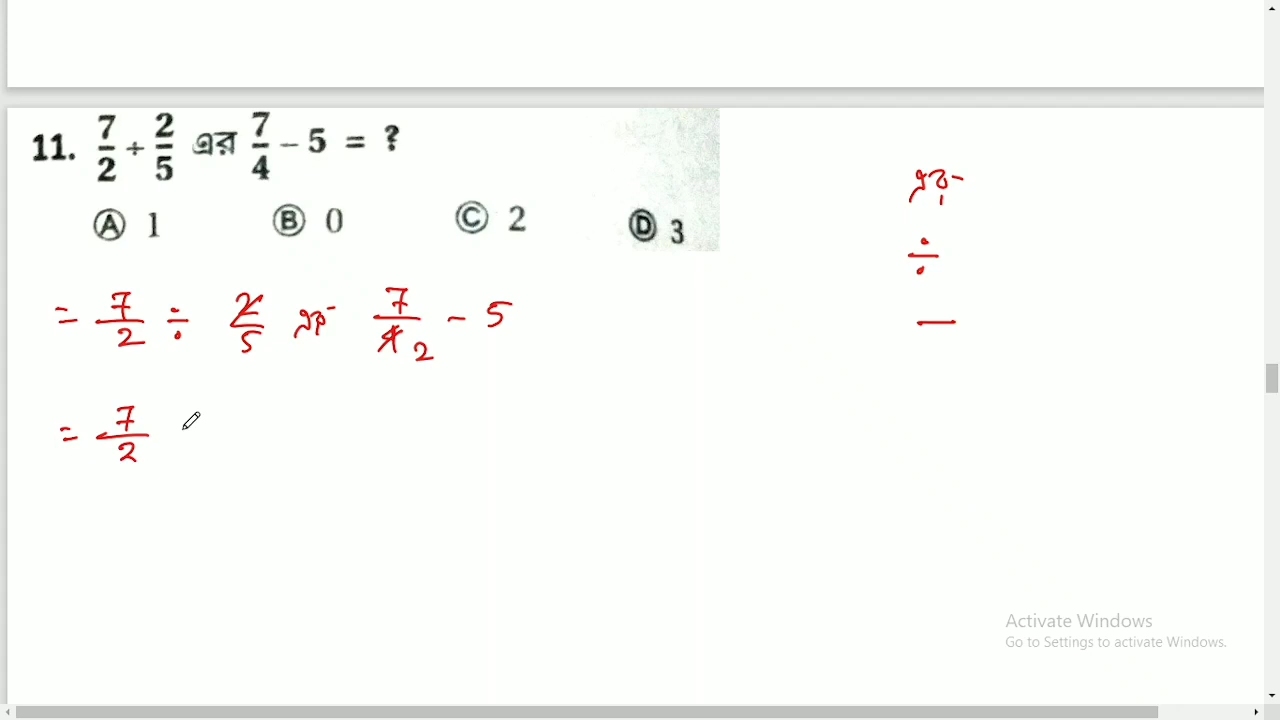 11. 7/2 ÷ 2/5 এর 7/4 − 5 = ?
Ⓐ 1 Ⓑ 0 Ⓒ 2 Ⓓ 3
এর
÷
−
= 7/2 ÷ 2/5 এর 7/4 2 − 5
= 7/2
Activate Windows
Go to Settings to activate Windows.